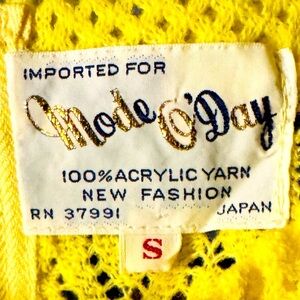 IMPORTED FOR
Mode O'Day
100% ACRYLIC YARN
NEW FASHION
RN 37991 JAPAN
S